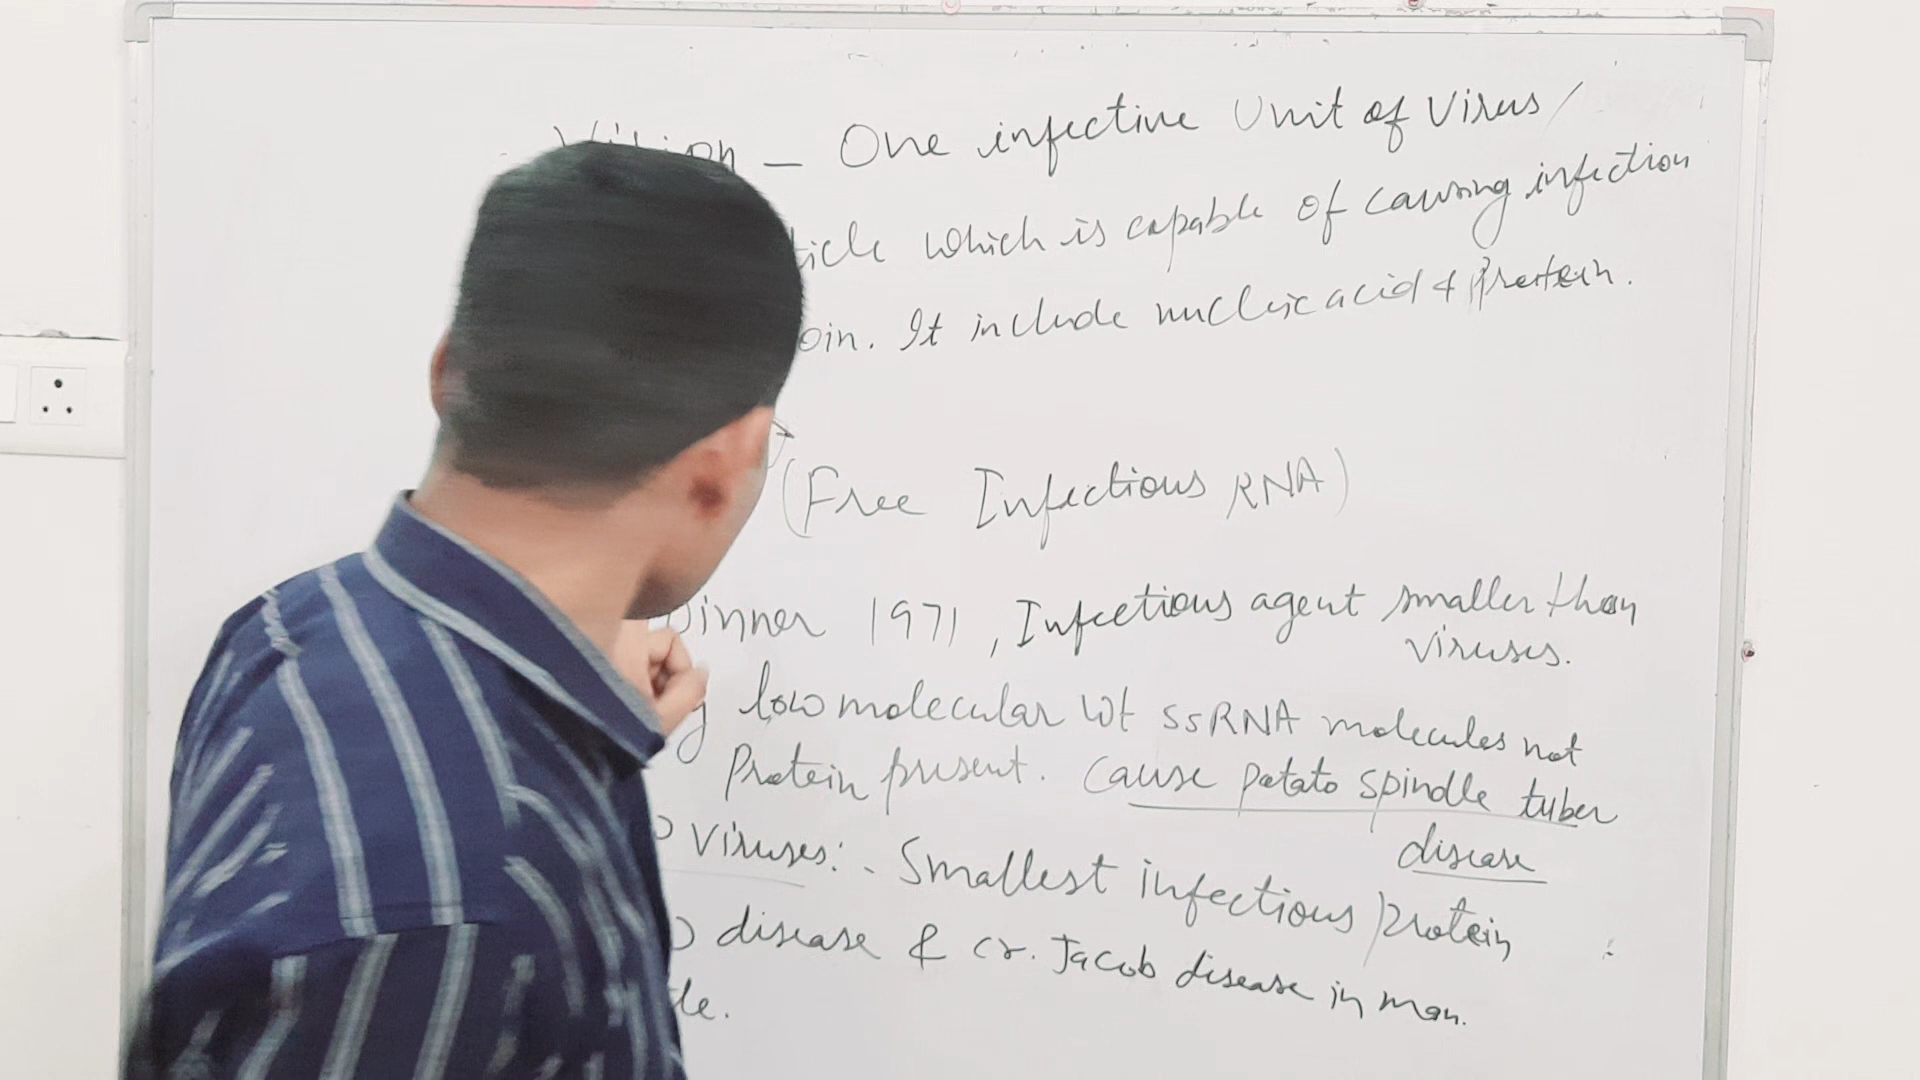 Virion – One infective Unit of Virus/
ticle which is capable of causing infection
oin. It include nucleic acid & Protein.
(Free Infectious RNA)
Dinner 1971, Infectious agent smaller than
viruses.
g low molecular wt ssRNA molecules not
Protein present. Cause potato spindle tuber
disease
Viruses:- Smallest infectious protein
disease & Cr. Jacob disease in man.
tle.